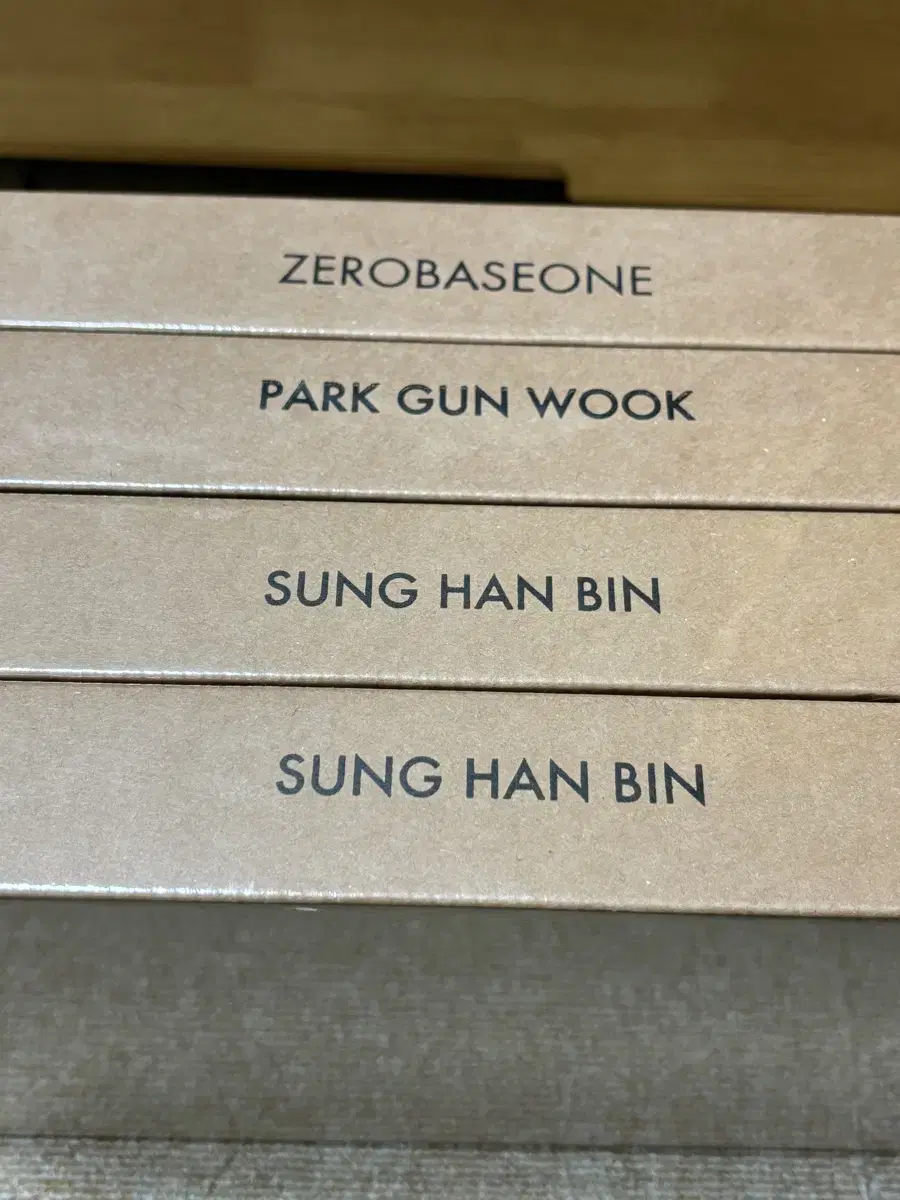 ZEROBASEONE
PARK GUN WOOK
SUNG HAN BIN
SUNG HAN BIN